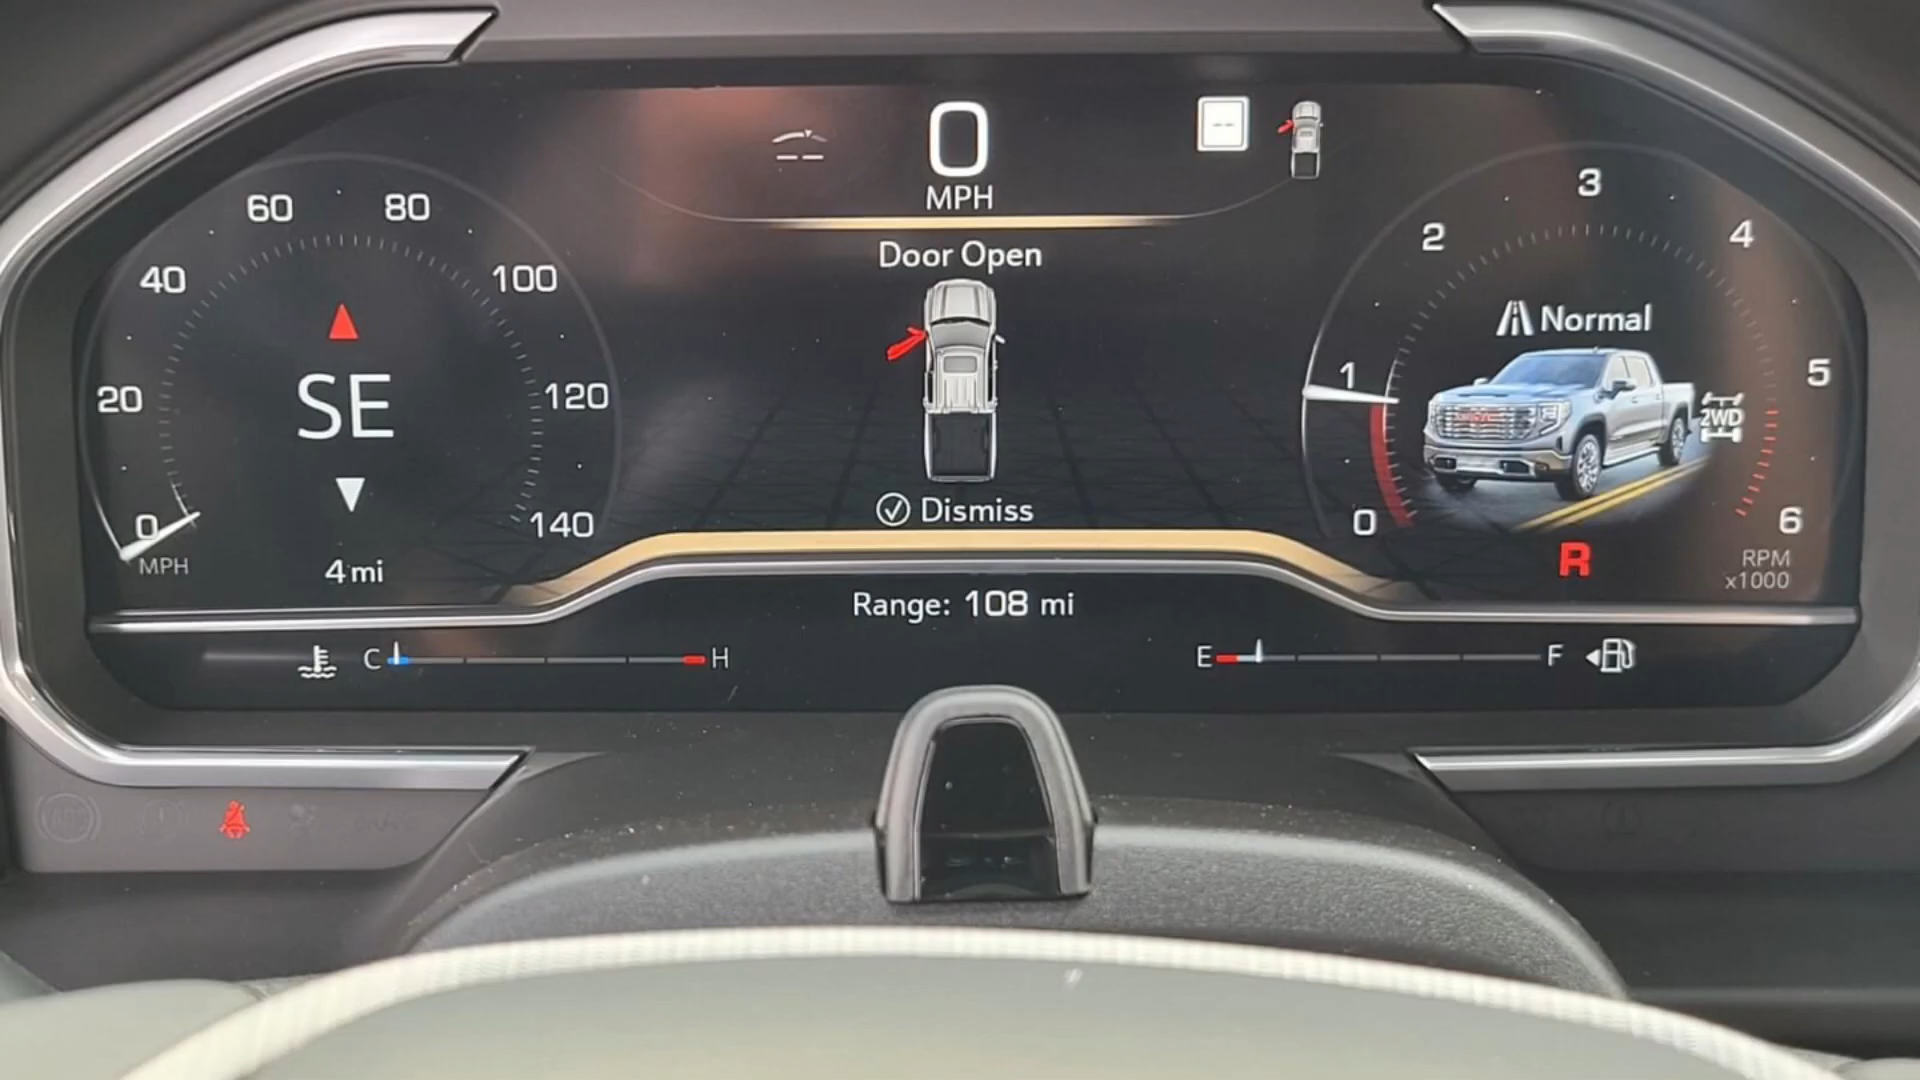 0
MPH
Door Open
Dismiss
Range: 108 mi
60
80
40
100
20
120
0
140
MPH
SE
4 mi
3
2
4
1
5
0
6
Normal
2WD
R
RPM
x1000
C
H
E
F